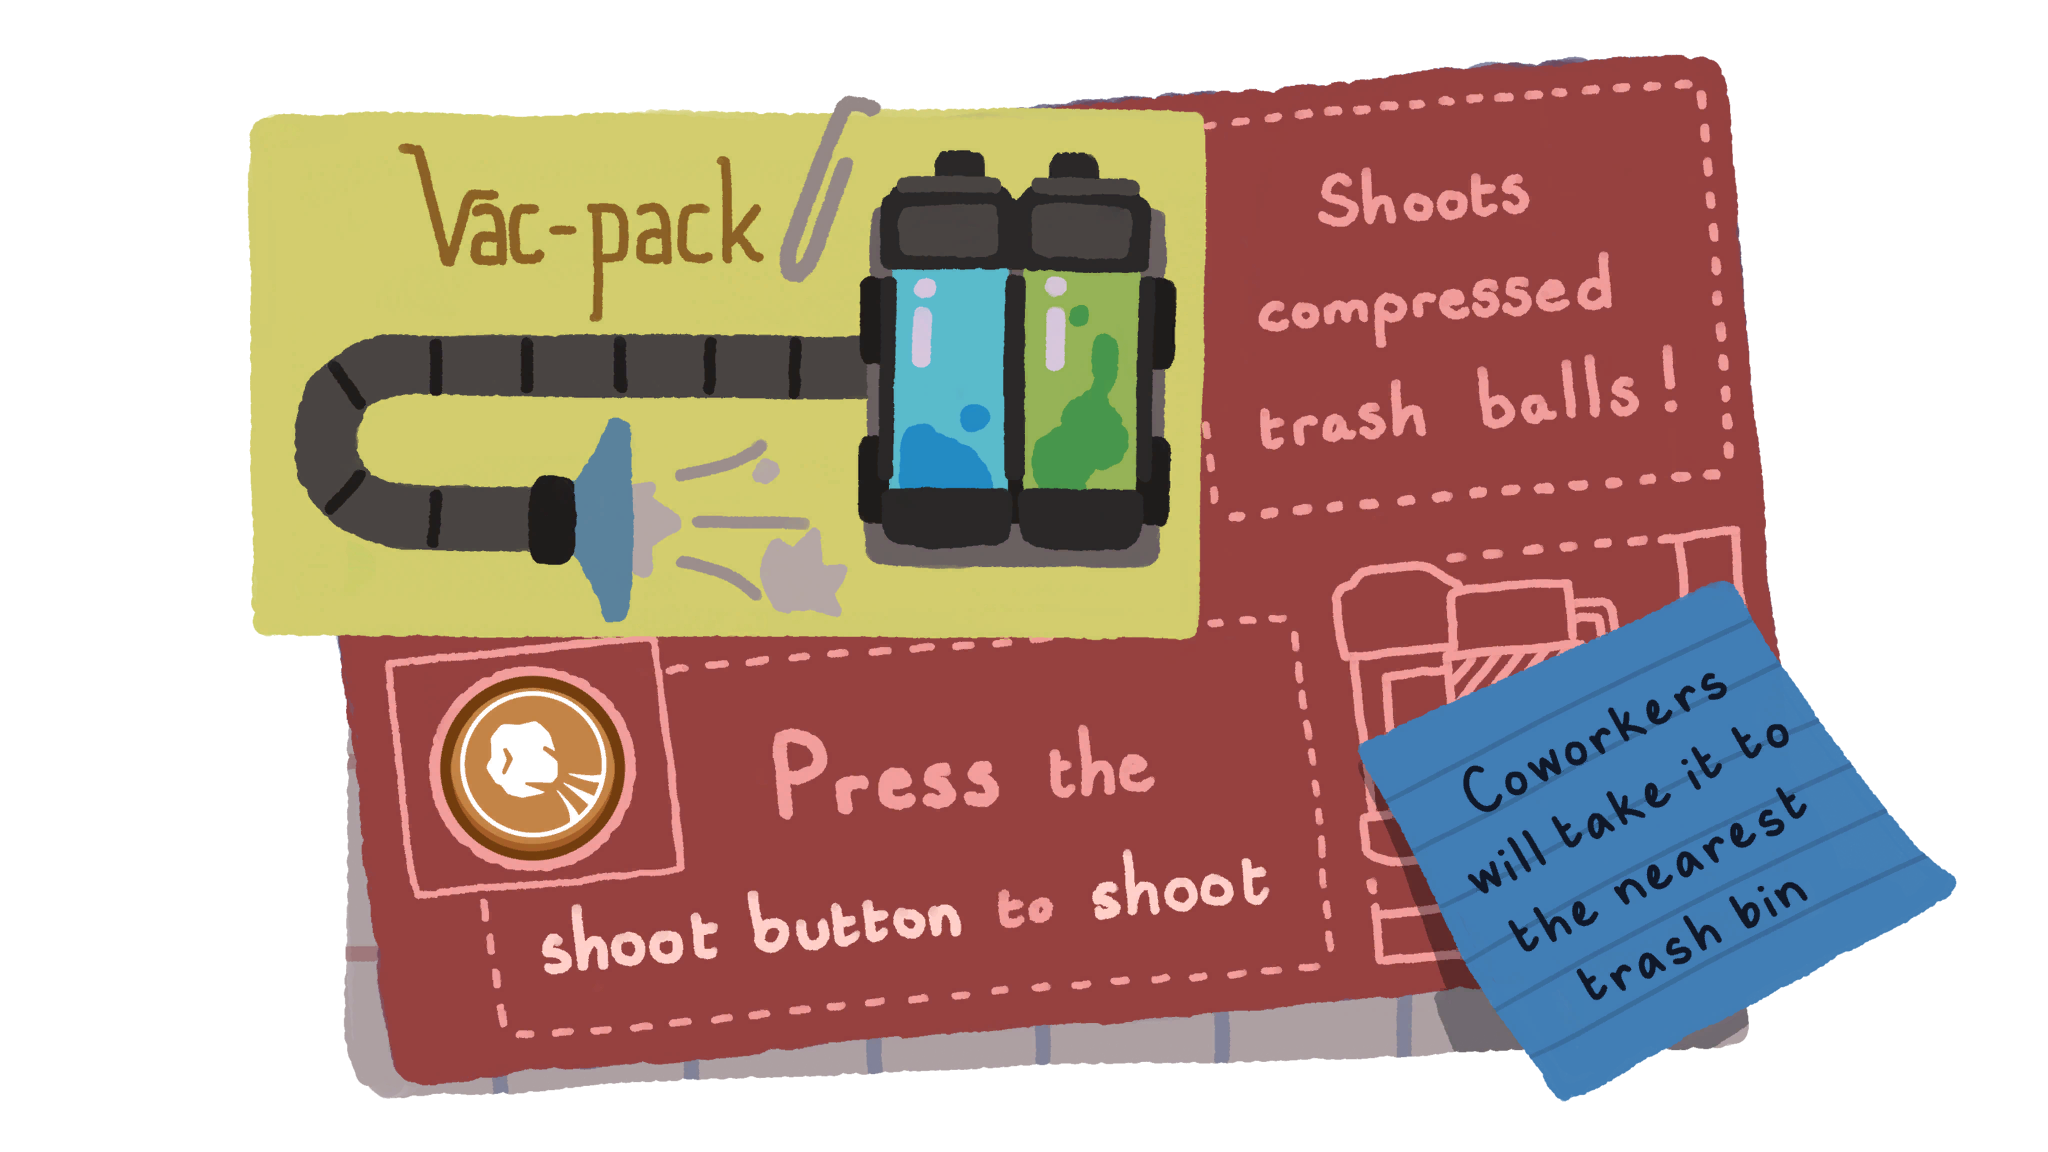 Vac-pack
Shoots
compressed
trash balls!
Press the
shoot button to shoot
Coworkers
will take it to
the nearest
trash bin